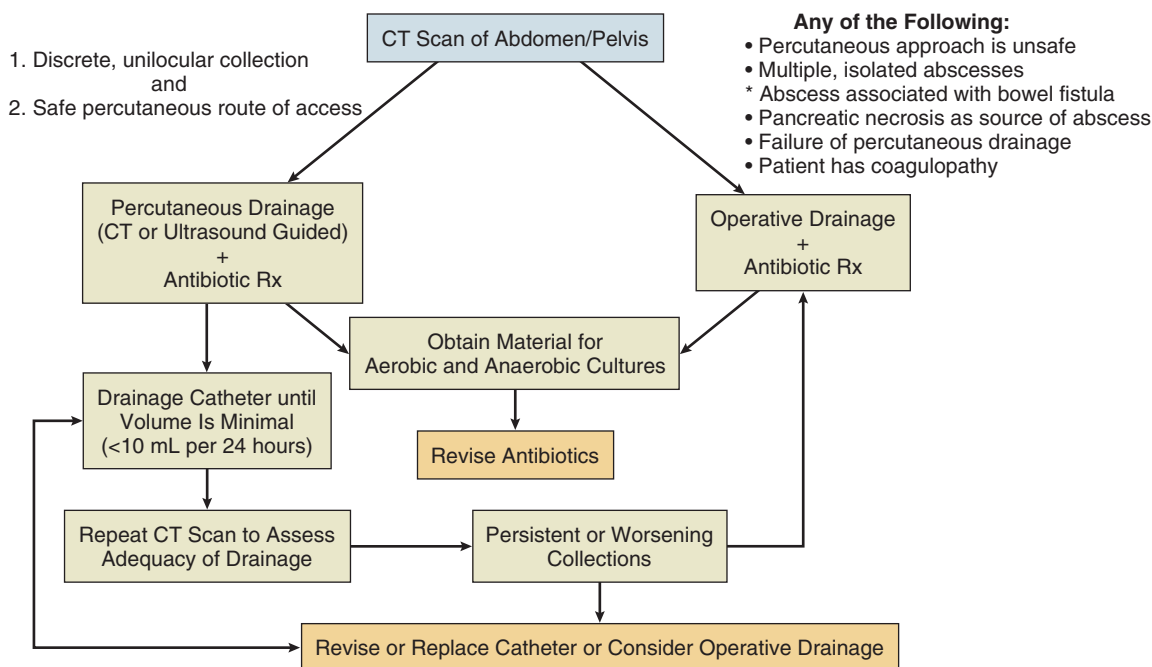 CT Scan of Abdomen/Pelvis
1. Discrete, unilocular collection
and
2. Safe percutaneous route of access
Any of the Following:
• Percutaneous approach is unsafe
• Multiple, isolated abscesses
* Abscess associated with bowel fistula
• Pancreatic necrosis as source of abscess
• Failure of percutaneous drainage
• Patient has coagulopathy
Percutaneous Drainage
(CT or Ultrasound Guided)
+
Antibiotic Rx
Operative Drainage
+
Antibiotic Rx
Obtain Material for
Aerobic and Anaerobic Cultures
Drainage Catheter until
Volume Is Minimal
(<10 mL per 24 hours)
Revise Antibiotics
Repeat CT Scan to Assess
Adequacy of Drainage
Persistent or Worsening
Collections
Revise or Replace Catheter or Consider Operative Drainage